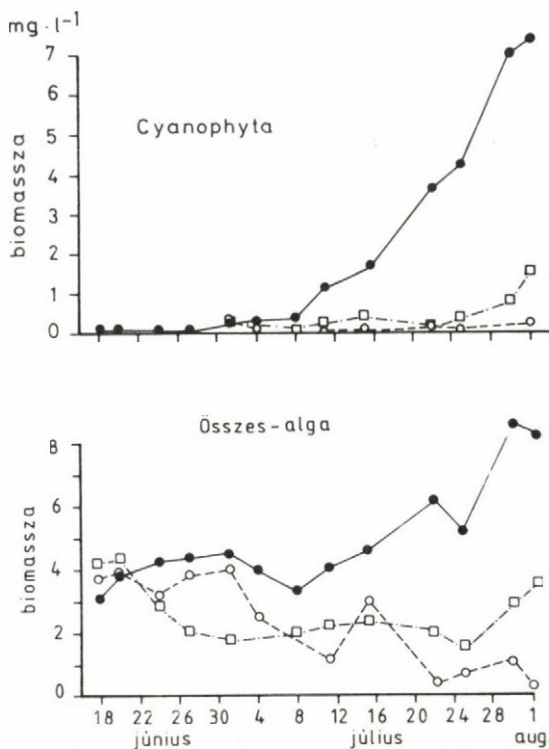 mg · l⁻¹
7
6
5
4
3
2
1
0
biomassza
Cyanophyta
Összes-alga
8
6
4
2
0
biomassza
18 22 26 30 4 8 12 16 20 24 28 1
június július aug